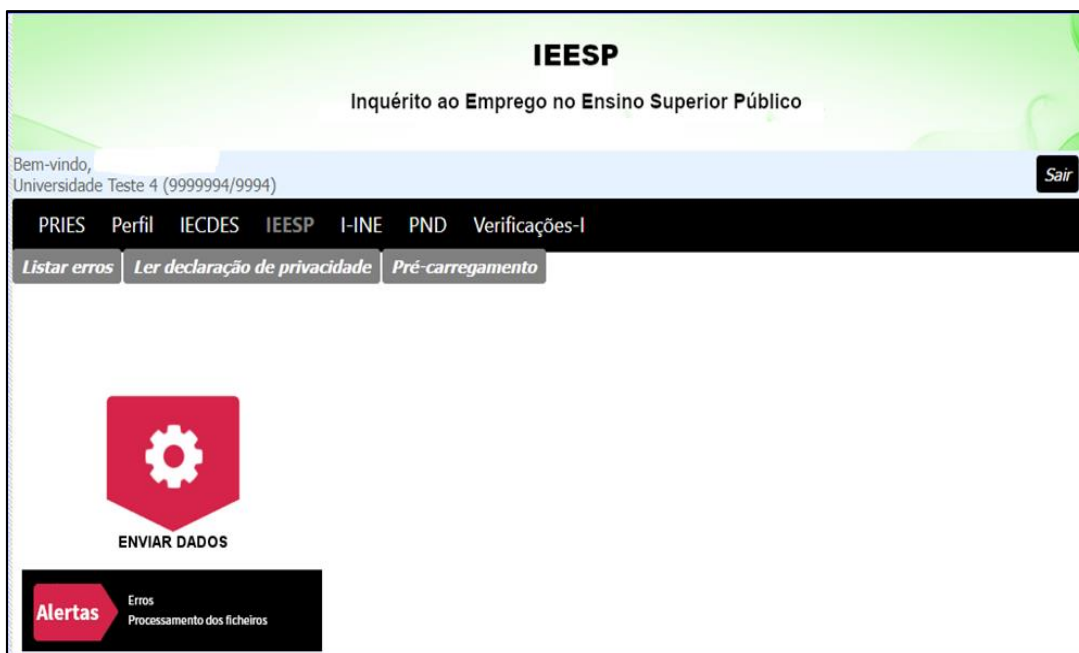 IEESP
Inquérito ao Emprego no Ensino Superior Público
Bem-vindo,
Universidade Teste 4 (9999994/9994)
Sair
PRIES Perfil IECDES IEESP I-INE PND Verificações-I
Listar erros Ler declaração de privacidade Pré-carregamento
ENVIAR DADOS
Alertas
Erros
Processamento dos ficheiros